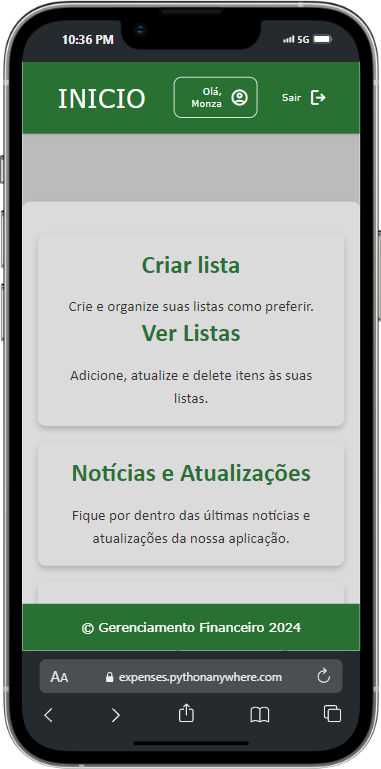 10:36 PM
5G
INICIO
Olá,
Monza
Sair
Criar lista
Crie e organize suas listas como preferir.
Ver Listas
Adicione, atualize e delete itens às suas
listas.
Notícias e Atualizações
Fique por dentro das últimas notícias e
atualizações da nossa aplicação.
© Gerenciamento Financeiro 2024
AA
expenses.pythonanywhere.com